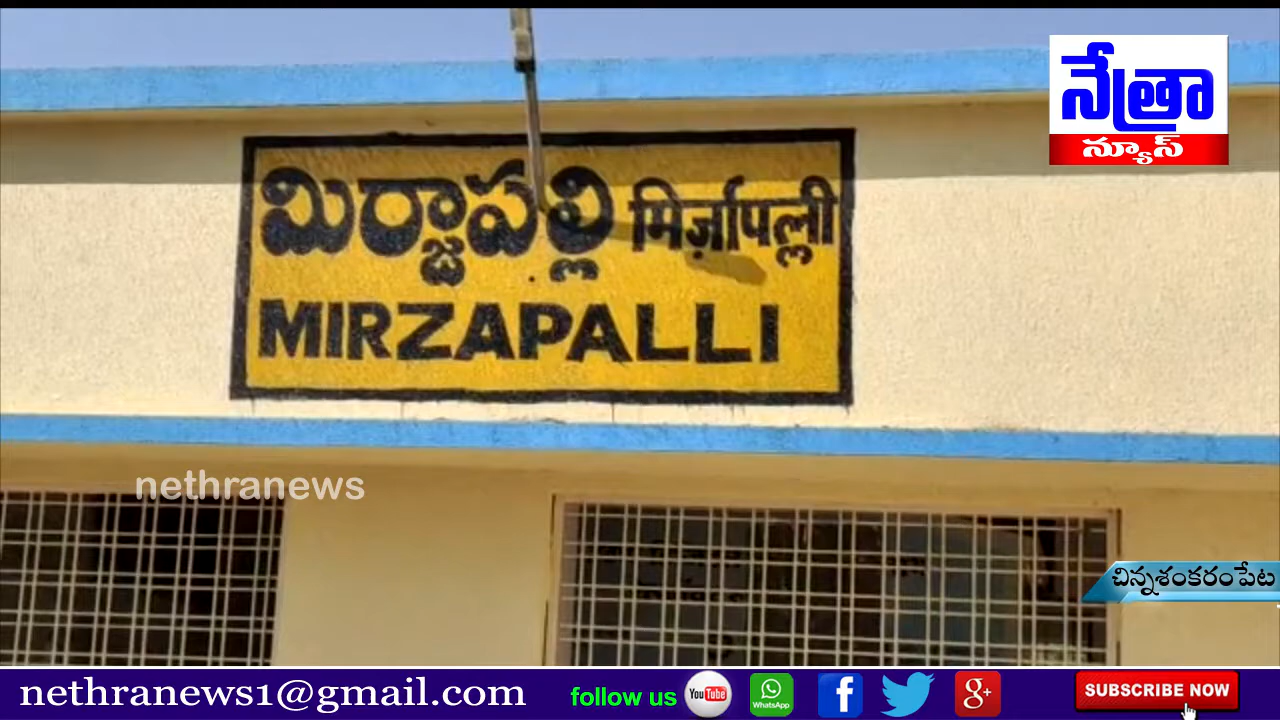 నేత్రా
న్యూస్
మిర్జాపల్లి मिर्ज़ापल्ली
MIRZAPALLI
nethranews
చిన్నశంకరంపేట
nethranews1@gmail.com follow us YouTube WhatsApp f g+ SUBSCRIBE NOW